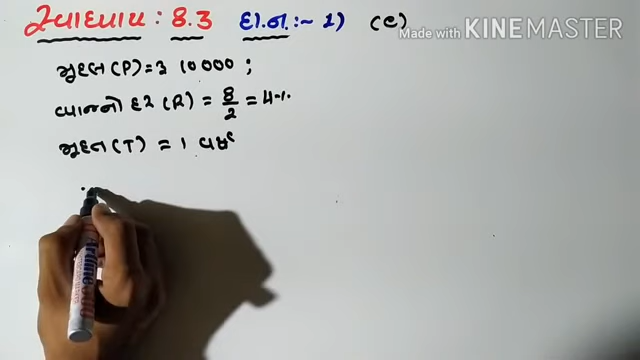 સ્વાધ્યાય : 8.3 દા.ન. :~ 1) (e)
Made with KINEMASTER
મુદ્દલ (P) = ₹ 10000 ;
વ્યાજનો દર (R) = 8/2 = 4%
મુદ્દત (T) = 1 વર્ષ